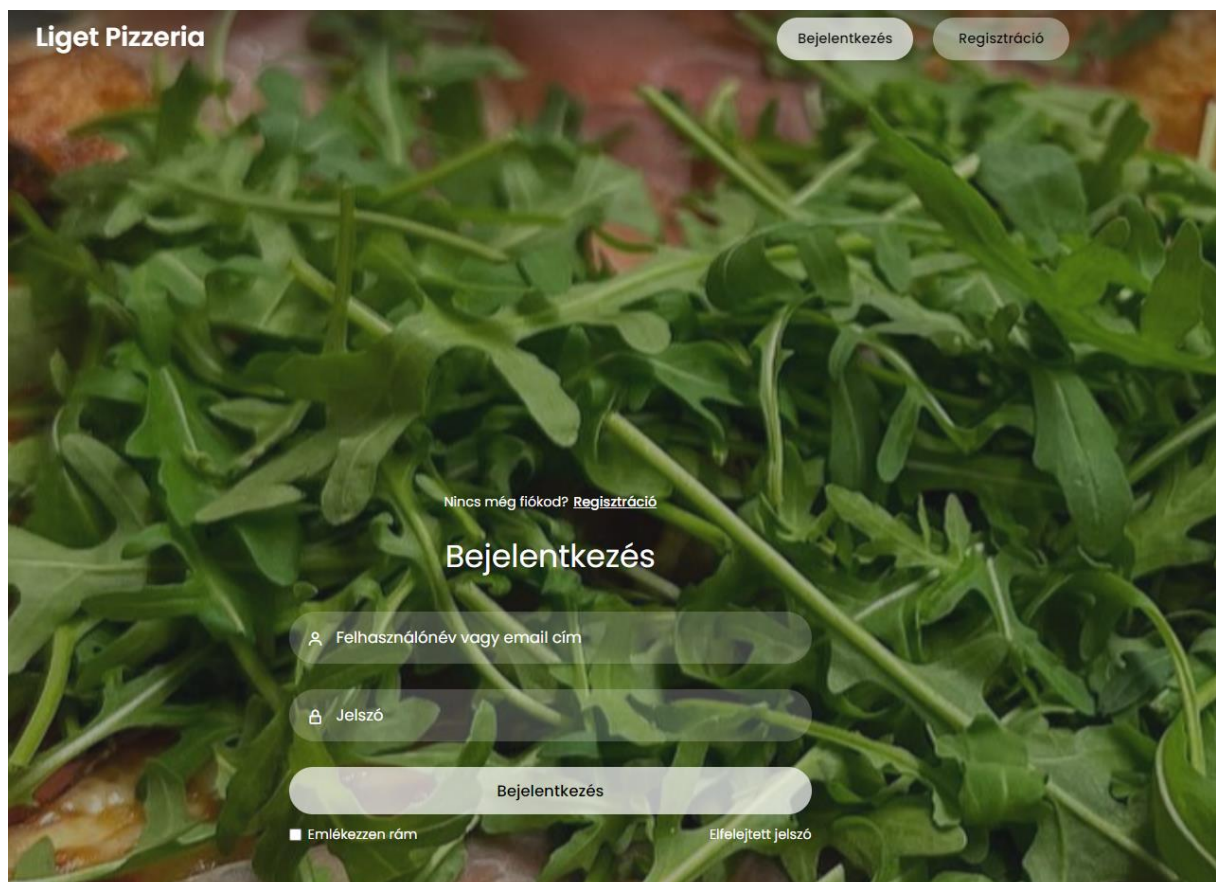 Liget Pizzeria
Bejelentkezés
Regisztráció
Nincs még fiókod? Regisztráció
Bejelentkezés
Felhasználónév vagy email cím
Jelszó
Bejelentkezés
Emlékezzen rám
Elfelejtett jelszó